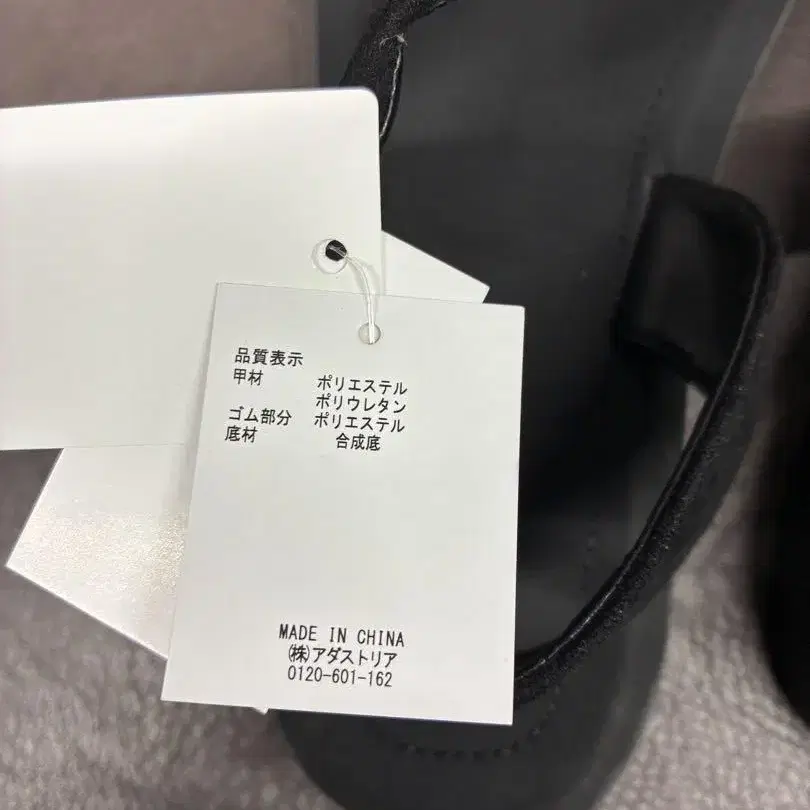 品質表示
甲材 ポリエステル
ポリウレタン
ゴム部分 ポリエステル
底材 合成底
MADE IN CHINA
(株)アダストリア
0120-601-162